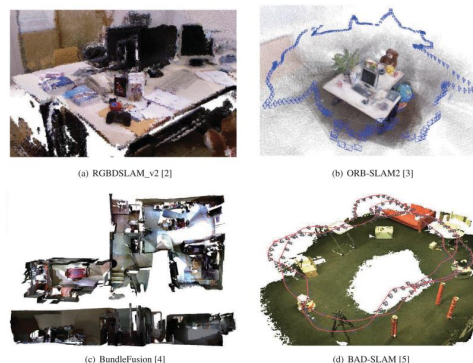 (a) RGBDSLAM_v2 [2]
(b) ORB-SLAM2 [3]
(c) BundleFusion [4]
(d) BAD-SLAM [5]